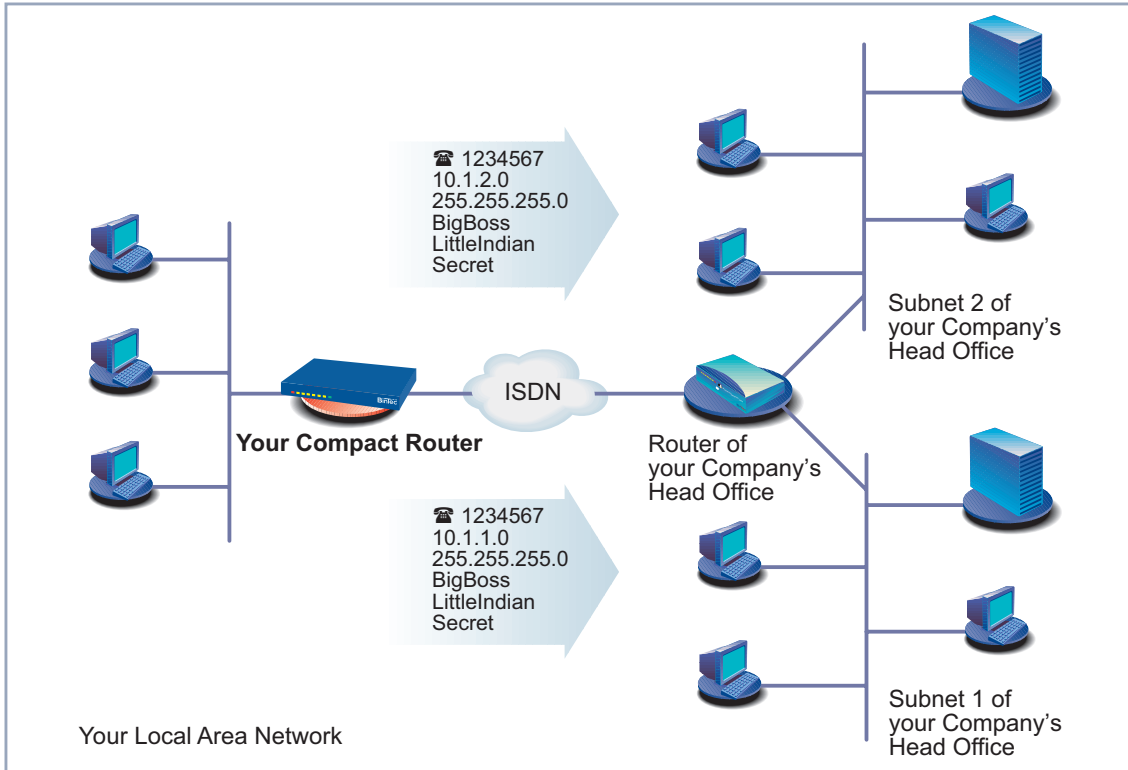 ☎ 1234567
10.1.2.0
255.255.255.0
BigBoss
LittleIndian
Secret
Subnet 2 of
your Company’s
Head Office
BinTec
ISDN
Your Compact Router
Router of
your Company’s
Head Office
☎ 1234567
10.1.1.0
255.255.255.0
BigBoss
LittleIndian
Secret
Subnet 1 of
your Company’s
Head Office
Your Local Area Network